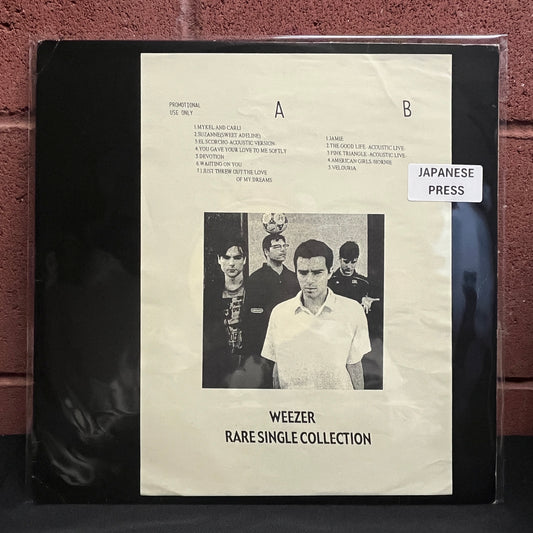 PROMOTIONAL
USE ONLY
A
B
1.MYKEL AND CARLI
2.SUZANNE(SWEET ADELINE)
3.EL SCORCHO-ACOUSTIC VERSION-
4.YOU GAVE YOUR LOVE TO ME SOFTLY
5.DEVOTION
6.WAITING ON YOU
7.I JUST THREW OUT THE LOVE
OF MY DREAMS
1.JAMIE
2.THE GOOD LIFE -ACOUSTIC LIVE-
3.PINK TRIANGLE -ACOUSTIC LIVE-
4.AMERICAN GIRLS /HOMIE
5.VELOURIA
JAPANESE
PRESS
WEEZER
RARE SINGLE COLLECTION